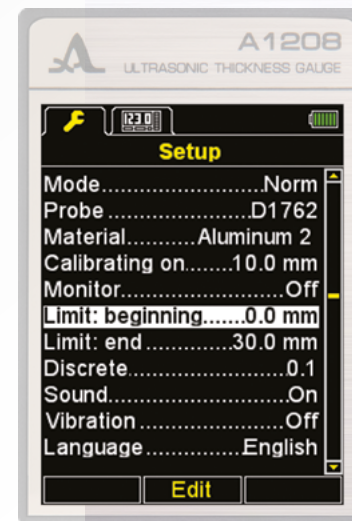 A1208
ULTRASONIC THICKNESS GAUGE
123.0
Setup
Mode..........................Norm
Probe .......................D1762
Material...........Aluminum 2
Calibrating on.......10.0 mm
Monitor...........................Off
Limit: beginning.......0.0 mm
Limit: end ..............30.0 mm
Discrete..........................0.1
Sound.............................On
Vibration ........................Off
Language................English
Edit